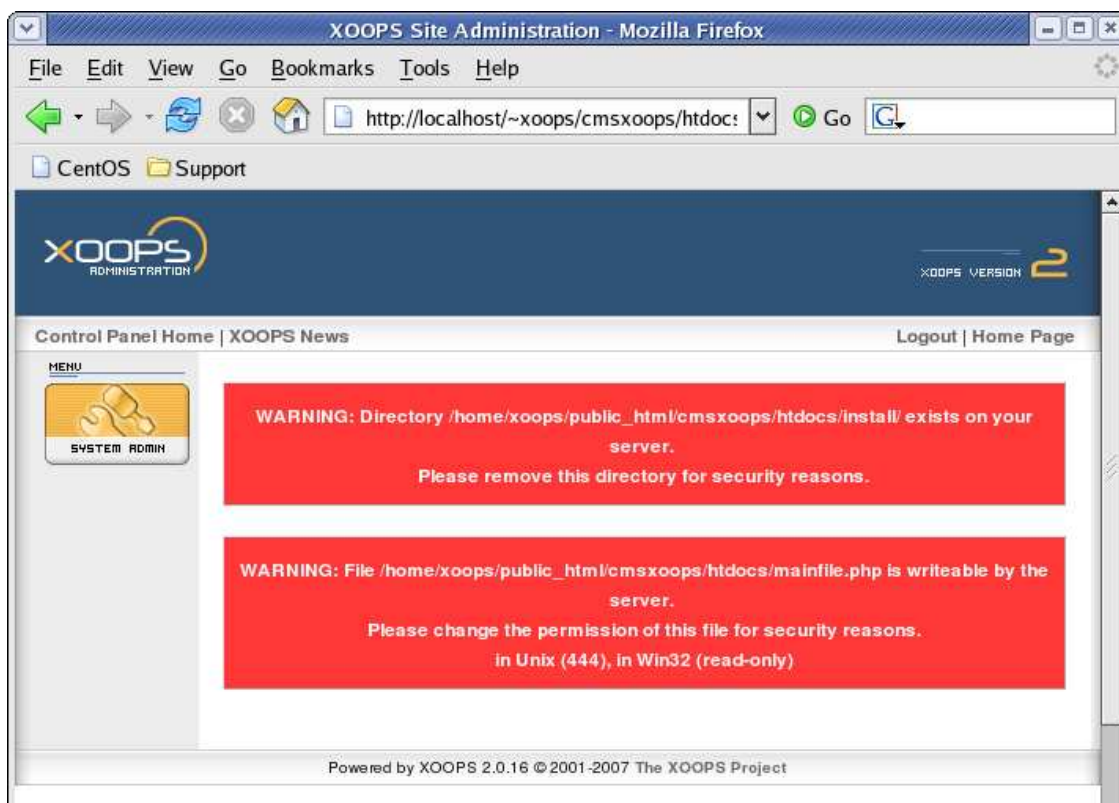 XOOPS Site Administration - Mozilla Firefox
File Edit View Go Bookmarks Tools Help
http://localhost/~xoops/cmsxoops/htdocs Go G
CentOS Support
XOOPS
ADMINISTRATION
XOOPS VERSION 2
Control Panel Home | XOOPS News Logout | Home Page
MENU
SYSTEM ADMIN
WARNING: Directory /home/xoops/public_html/cmsxoops/htdocs/install/ exists on your
server.
Please remove this directory for security reasons.
WARNING: File /home/xoops/public_html/cmsxoops/htdocs/mainfile.php is writeable by the
server.
Please change the permission of this file for security reasons.
in Unix (444), in Win32 (read-only)
Powered by XOOPS 2.0.16 © 2001-2007 The XOOPS Project